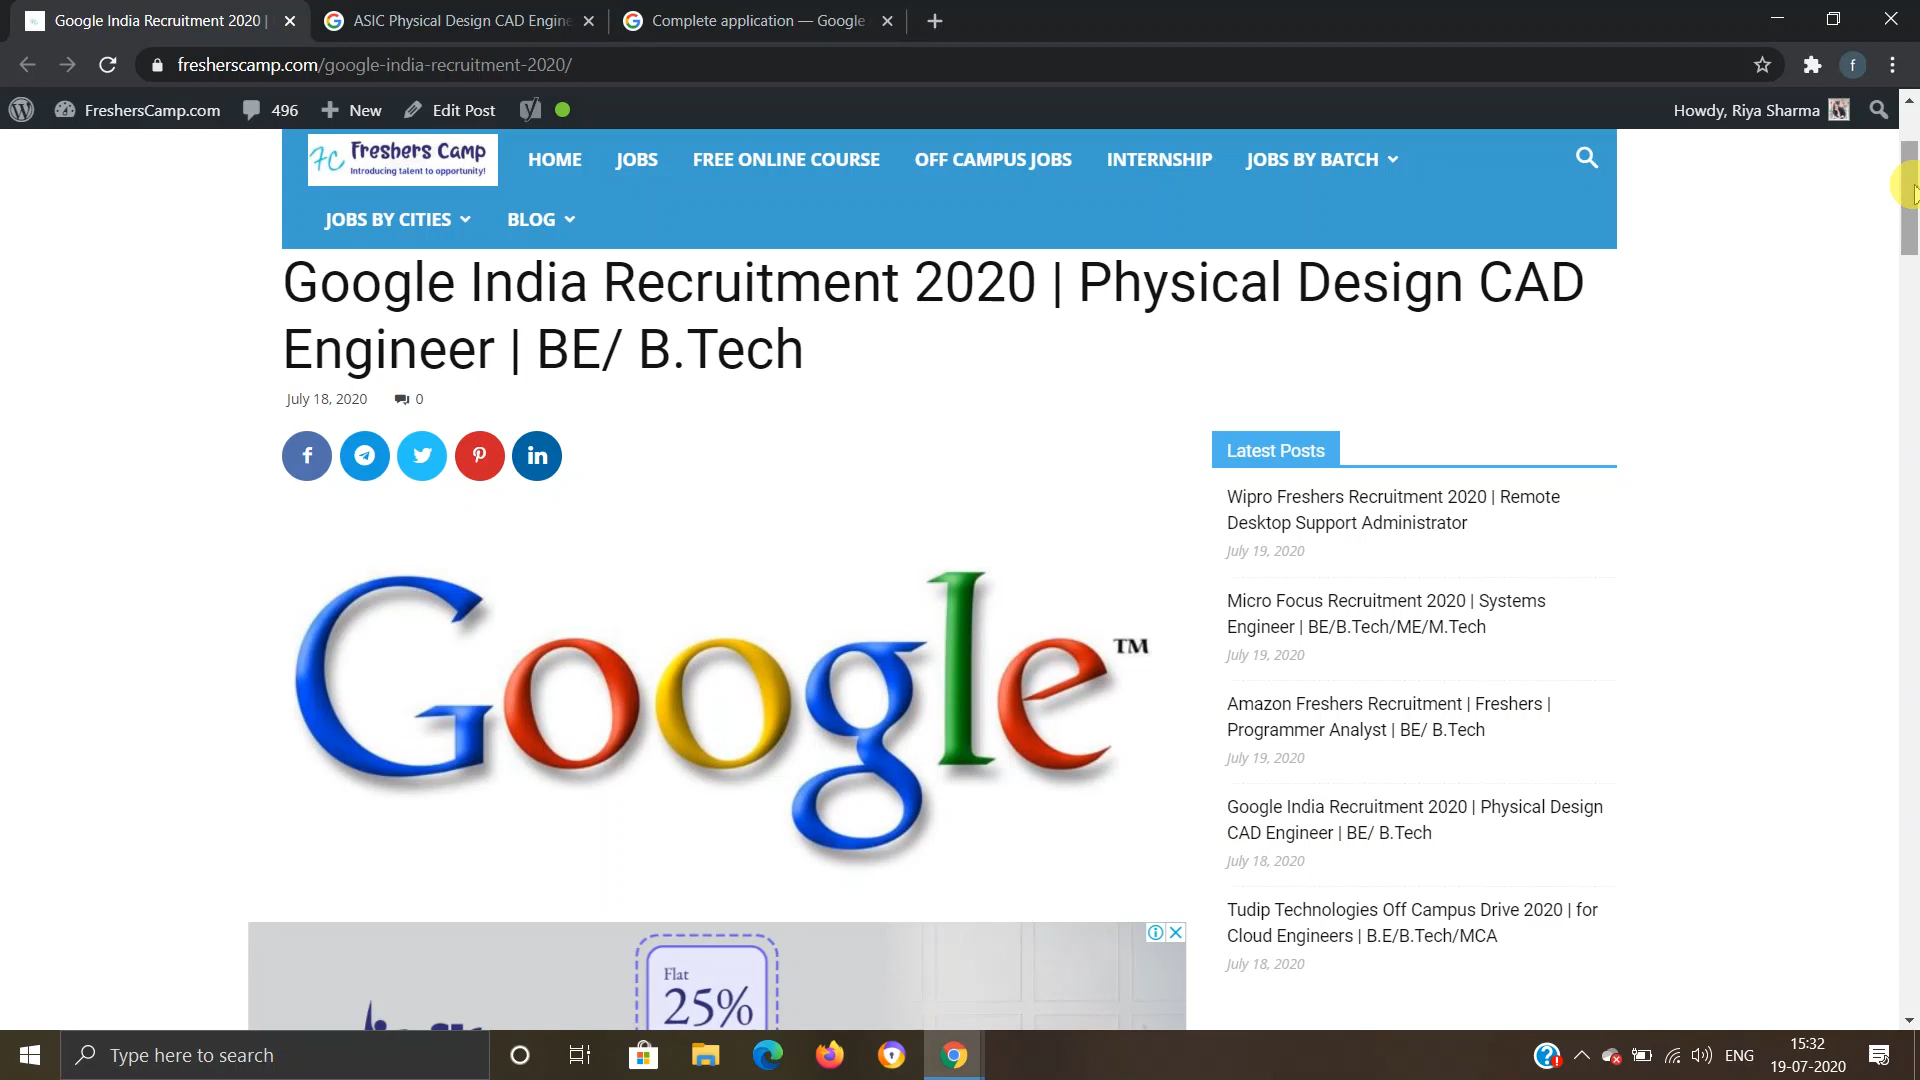 Google India Recruitment 2020 |
ASIC Physical Design CAD Engine
Complete application — Google
fresherscamp.com/google-india-recruitment-2020/
f
FreshersCamp.com
496
New
Edit Post
Howdy, Riya Sharma
FC Freshers Camp
Introducing talent to opportunity!
HOME
JOBS
FREE ONLINE COURSE
OFF CAMPUS JOBS
INTERNSHIP
JOBS BY BATCH
JOBS BY CITIES
BLOG
Google India Recruitment 2020 | Physical Design CAD
Engineer | BE/ B.Tech
July 18, 2020
0
Latest Posts
Wipro Freshers Recruitment 2020 | Remote
Desktop Support Administrator
July 19, 2020
Micro Focus Recruitment 2020 | Systems
Engineer | BE/B.Tech/ME/M.Tech
July 19, 2020
Amazon Freshers Recruitment | Freshers |
Programmer Analyst | BE/ B.Tech
July 19, 2020
Google India Recruitment 2020 | Physical Design
CAD Engineer | BE/ B.Tech
July 18, 2020
Tudip Technologies Off Campus Drive 2020 | for
Cloud Engineers | B.E/B.Tech/MCA
July 18, 2020
Google™
Flat
25%
Type here to search
ENG
15:32
19-07-2020